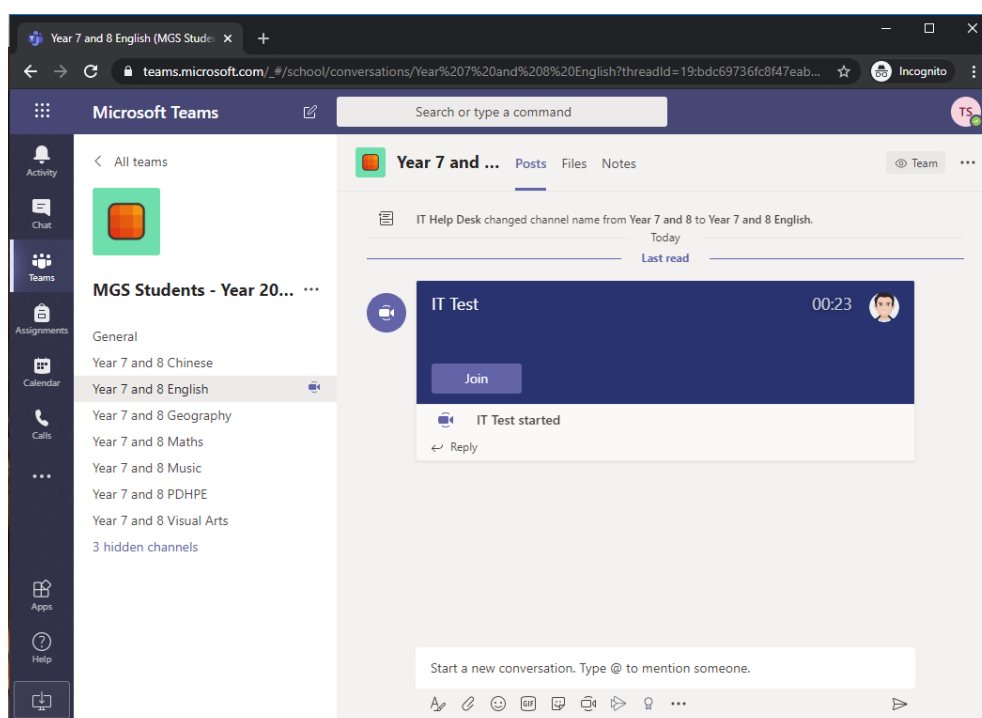 Year 7 and 8 English (MGS Stude
teams.microsoft.com/_#/school/conversations/Year%207%20and%208%20English?threadId=19:bdc69736fc8f47eab...
Incognito
Microsoft Teams
Search or type a command
TS
Activity
Chat
Teams
Assignments
Calendar
Calls
Apps
Help
All teams
MGS Students - Year 20...
General
Year 7 and 8 Chinese
Year 7 and 8 English
Year 7 and 8 Geography
Year 7 and 8 Maths
Year 7 and 8 Music
Year 7 and 8 PDHPE
Year 7 and 8 Visual Arts
3 hidden channels
Year 7 and ... Posts Files Notes
Team
IT Help Desk changed channel name from Year 7 and 8 to Year 7 and 8 English.
Today
Last read
IT Test 00:23
Join
IT Test started
Reply
Start a new conversation. Type @ to mention someone.
GIF